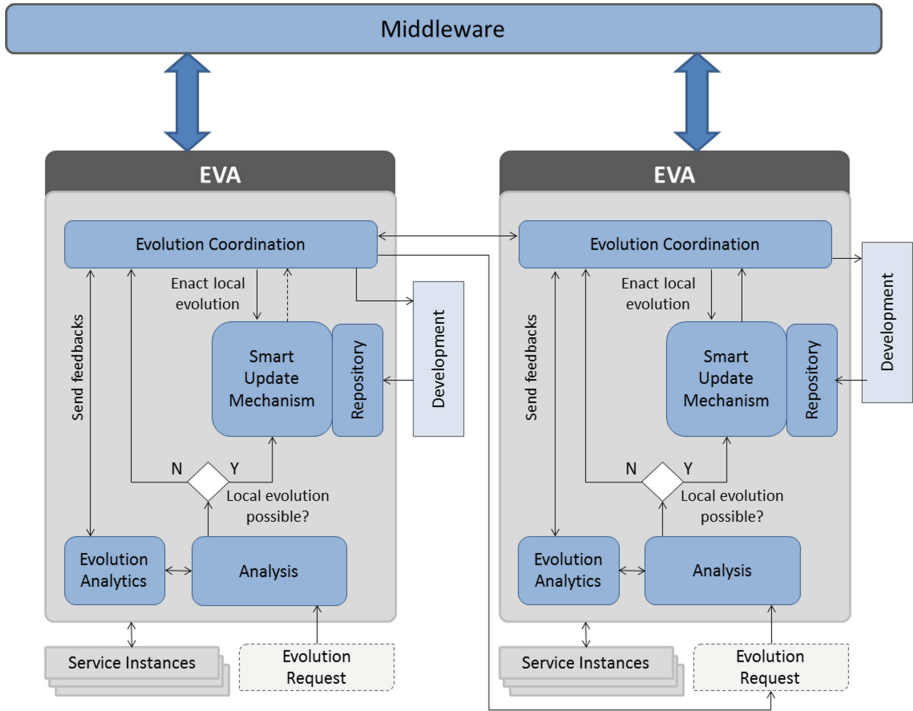 Middleware
EVA
Evolution Coordination
Enact local
evolution
Send feedbacks
Smart
Update
Mechanism
Repository
Development
N
Y
Local evolution
possible?
Evolution
Analytics
Analysis
Service Instances
Evolution
Request
EVA
Evolution Coordination
Enact local
evolution
Send feedbacks
Smart
Update
Mechanism
Repository
Development
N
Y
Local evolution
possible?
Evolution
Analytics
Analysis
Service Instances
Evolution
Request